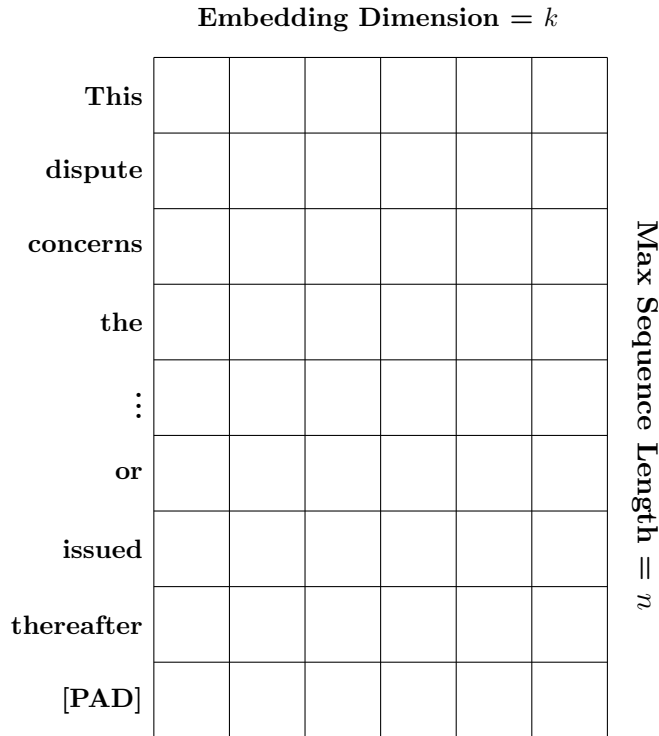 Embedding Dimension = k
This
dispute
concerns
the
⋮
or
issued
thereafter
[PAD]
Max Sequence Length = n